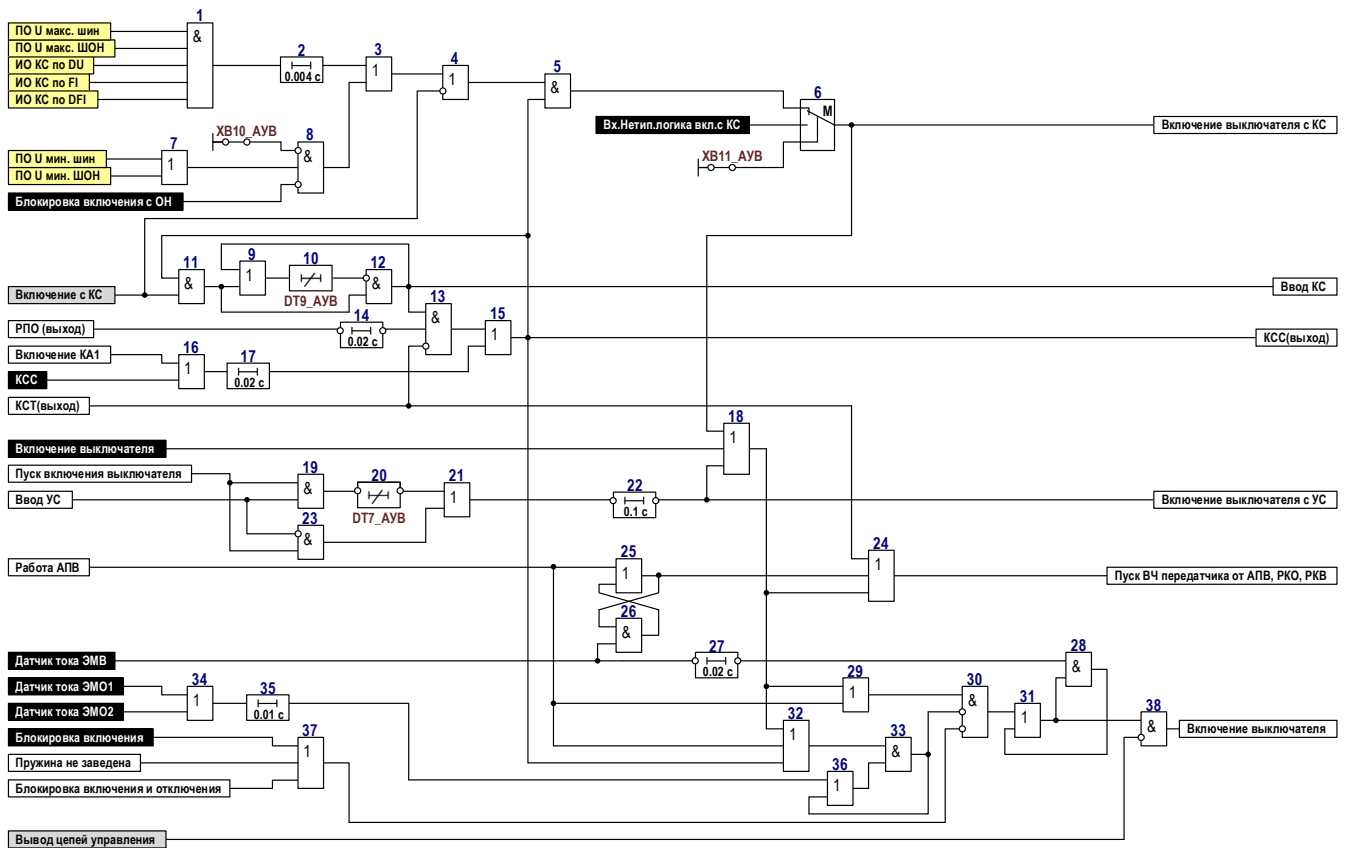 ПО U макс. шин
ПО U макс. ШОН
ИО КС по DU
ИО КС по FI
ИО КС по DFI
1
&
2
0.004 с
3
1
4
1
5
&
6
М
Вх.Нетип.логика вкл.с КС
Включение выключателя с КС
XB11_АУВ
XB10_АУВ
ПО U мин. шин
ПО U мин. ШОН
7
1
8
&
Блокировка включения с ОН
Включение с КС
11
&
9
1
10
DT9_АУВ
12
&
Ввод КС
РПО (выход)
14
0.02 с
13
&
15
1
КСС(выход)
Включение КА1
КСС
16
1
17
0.02 с
КСТ(выход)
Включение выключателя
18
1
Пуск включения выключателя
Ввод УС
19
&
20
DT7_АУВ
21
1
22
0.1 с
Включение выключателя с УС
23
&
Работа АПВ
25
1
24
1
Пуск ВЧ передатчика от АПВ, РКО, РКВ
26
&
Датчик тока ЭМВ
27
0.02 с
28
&
Датчик тока ЭМО1
Датчик тока ЭМО2
34
1
35
0.01 с
29
1
30
&
31
1
38
&
Включение выключателя
32
1
33
&
36
1
Блокировка включения
Пружина не заведена
Блокировка включения и отключения
37
1
Вывод цепей управления